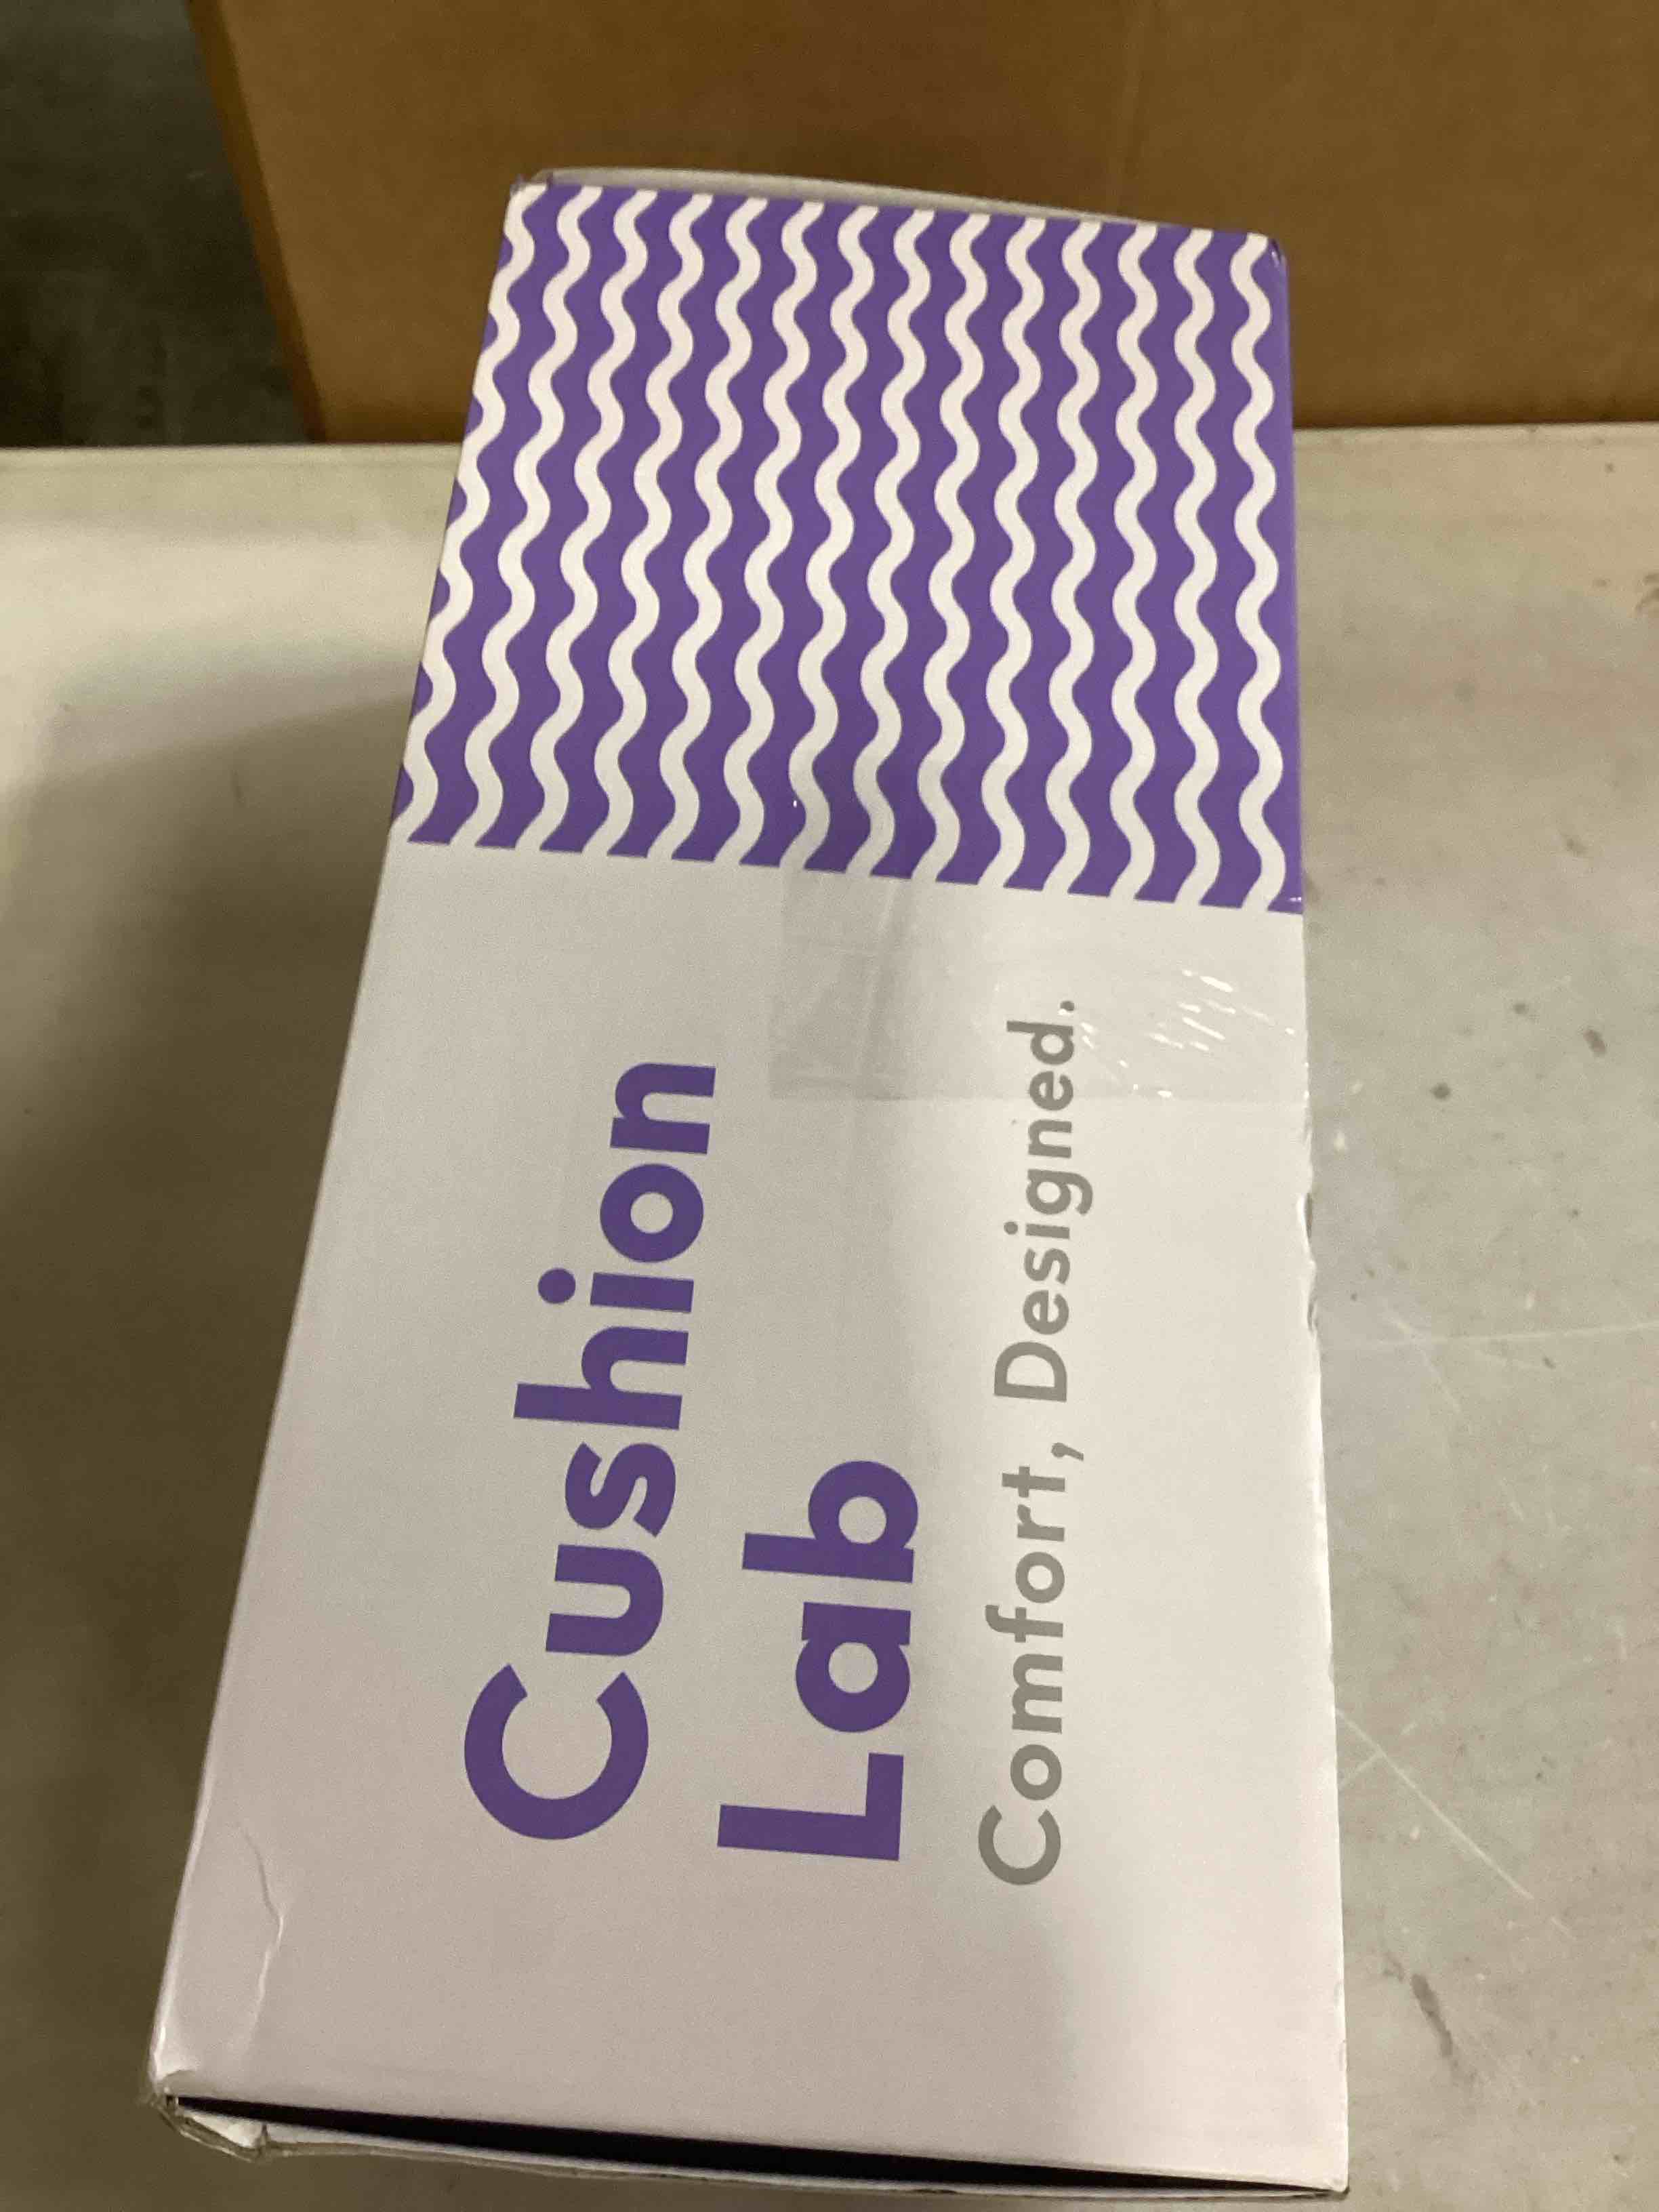 Cushion
Lab
Comfort, Designed.